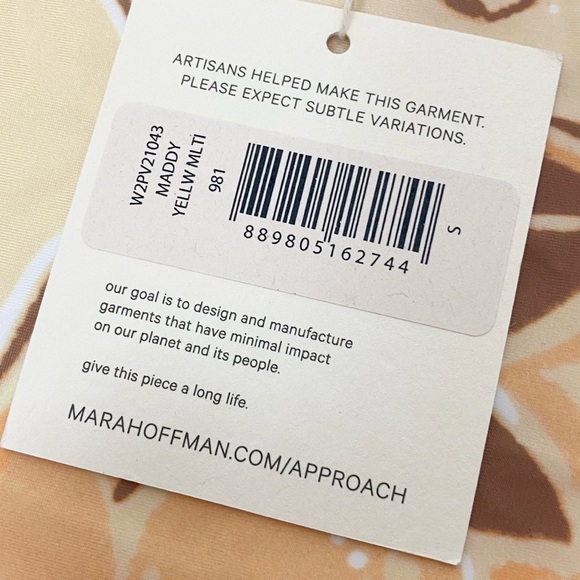 ARTISANS HELPED MAKE THIS GARMENT.
PLEASE EXPECT SUBTLE VARIATIONS.
W2PV21043
MADDY
YELLW MLTI
981
889805162744
S
our goal is to design and manufacture
garments that have minimal impact
on our planet and its people.
give this piece a long life.
MARAHOFFMAN.COM/APPROACH